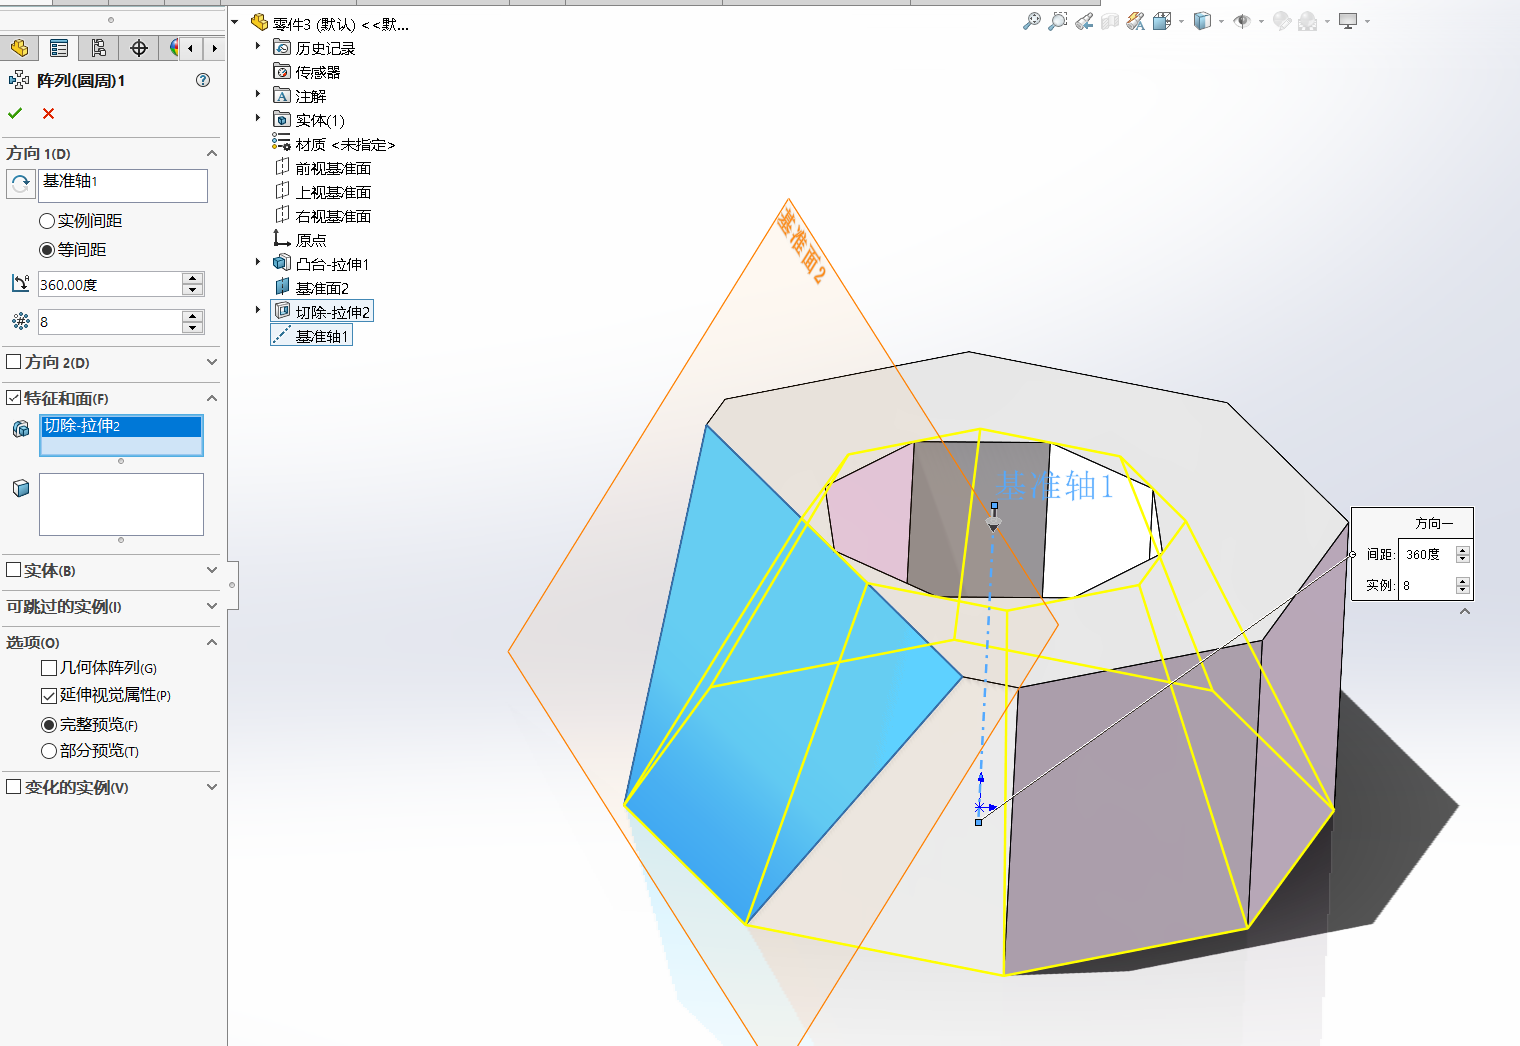 阵列(圆周)1
方向 1(D)
基准轴1
实例间距
等间距
360.00度
8
方向 2(D)
特征和面(F)
切除-拉伸2
实体(B)
可跳过的实例(I)
选项(O)
几何体阵列(G)
延伸视觉属性(P)
完整预览(F)
部分预览(T)
变化的实例(V)
零件3 (默认) <<默...
历史记录
传感器
注解
实体(1)
材质 <未指定>
前视基准面
上视基准面
右视基准面
原点
凸台-拉伸1
基准面2
切除-拉伸2
基准轴1
基准面2
基准轴1
方向一
间距: 360度
实例: 8